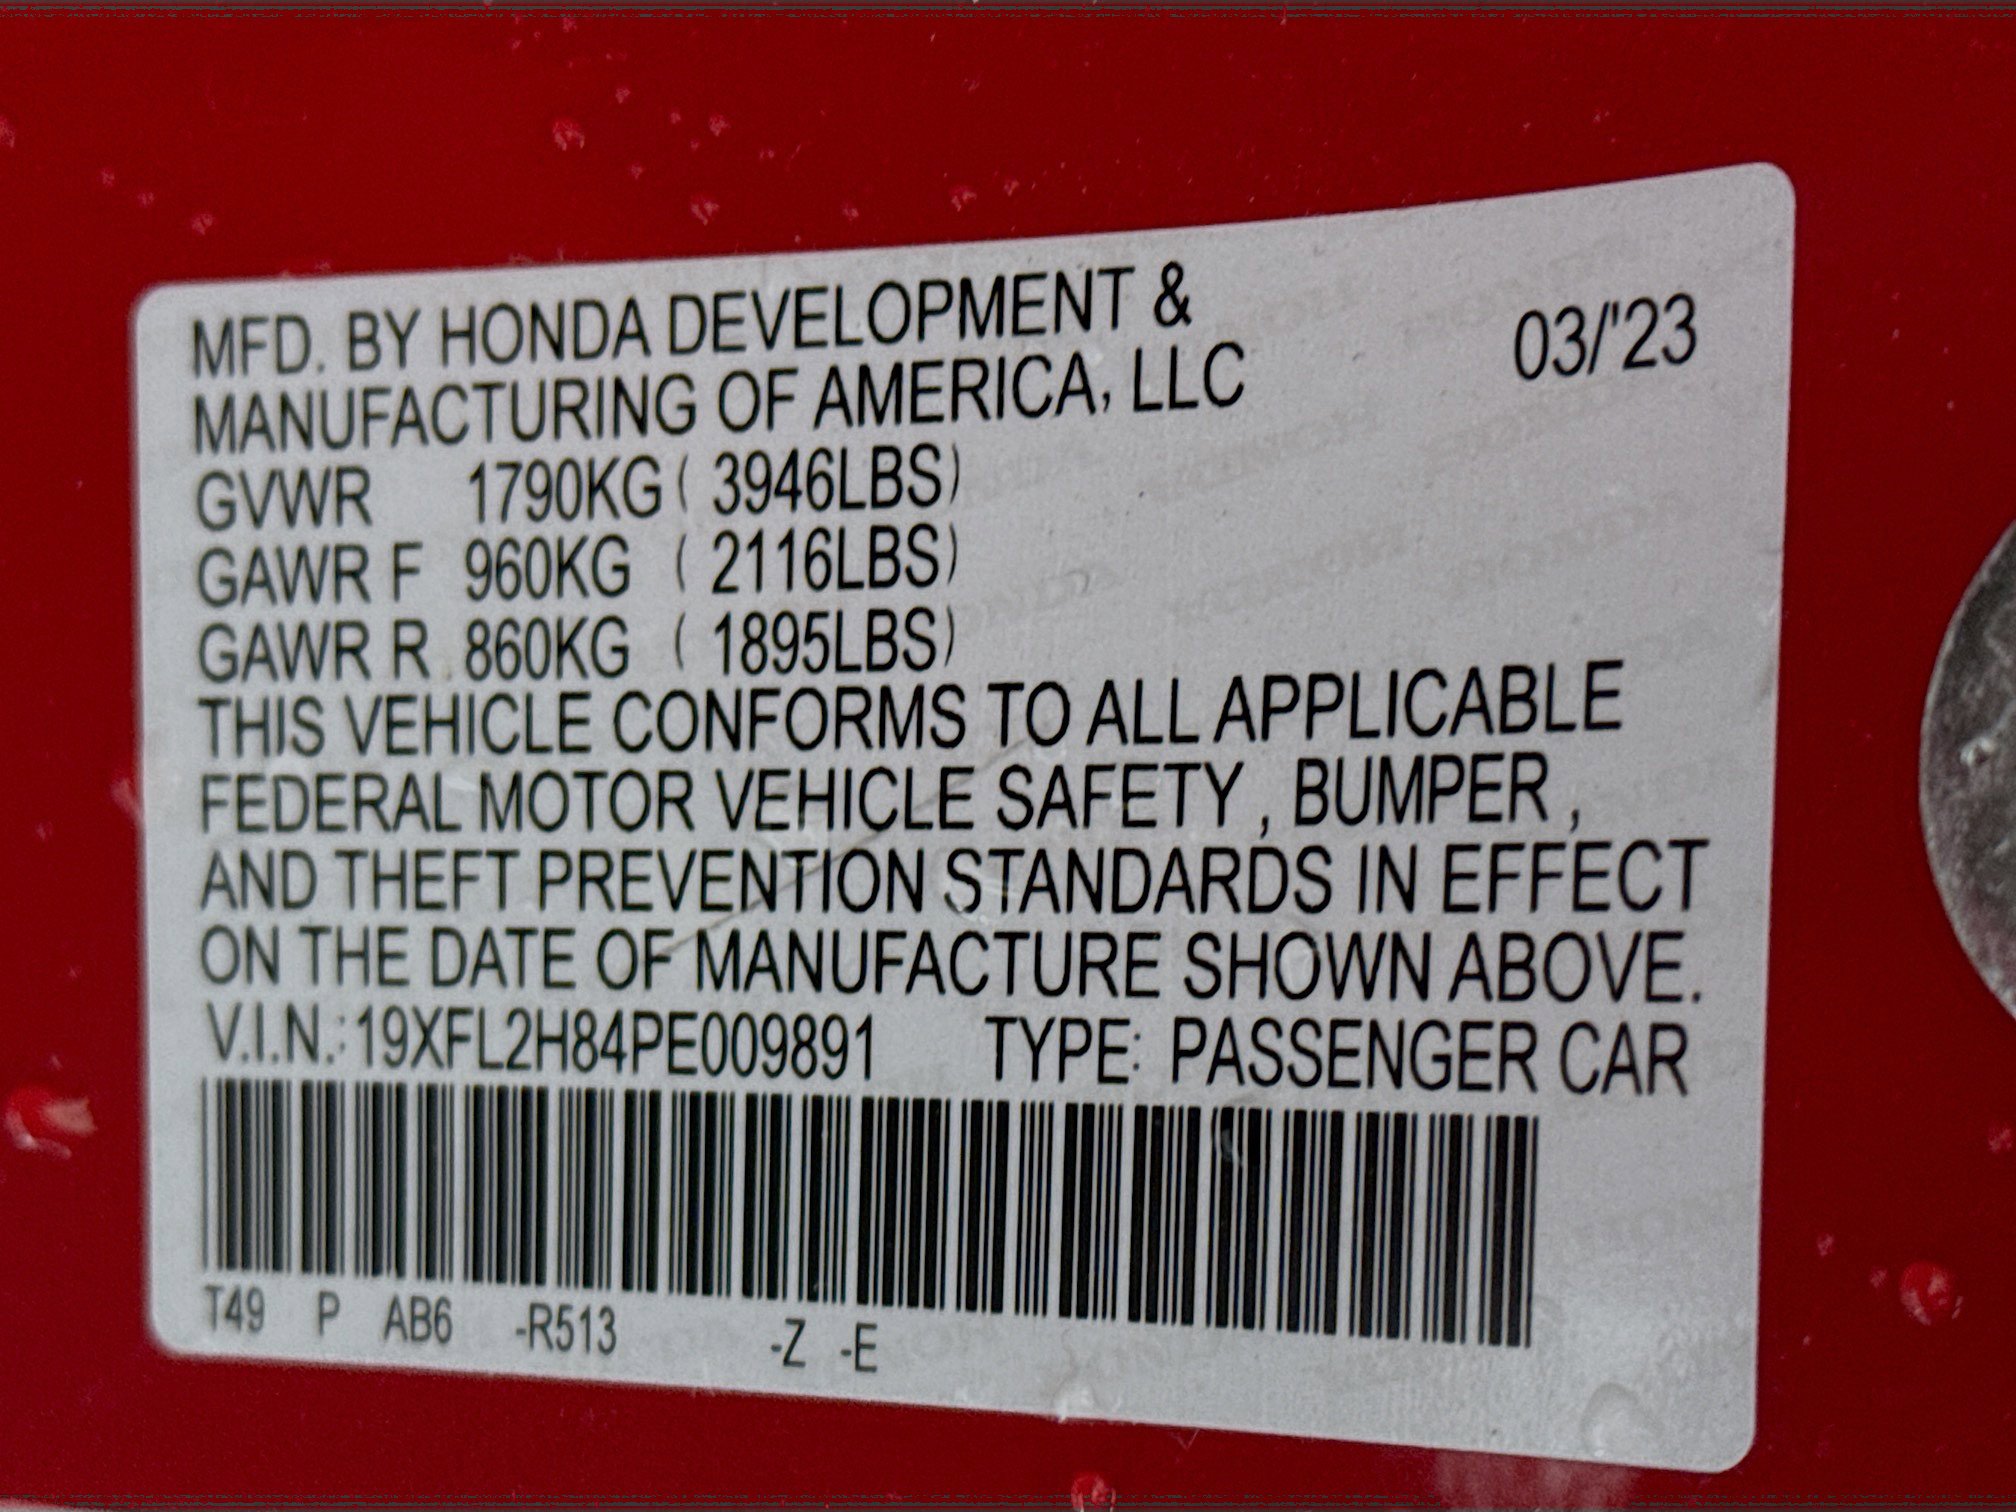 MFD. BY HONDA DEVELOPMENT & 03/'23
MANUFACTURING OF AMERICA, LLC
GVWR 1790KG ( 3946LBS)
GAWR F 960KG ( 2116LBS)
GAWR R 860KG ( 1895LBS)
THIS VEHICLE CONFORMS TO ALL APPLICABLE
FEDERAL MOTOR VEHICLE SAFETY , BUMPER ,
AND THEFT PREVENTION STANDARDS IN EFFECT
ON THE DATE OF MANUFACTURE SHOWN ABOVE.
V.I.N.: 19XFL2H84PE009891 TYPE: PASSENGER CAR
T49 P AB6 -R513 -Z -E